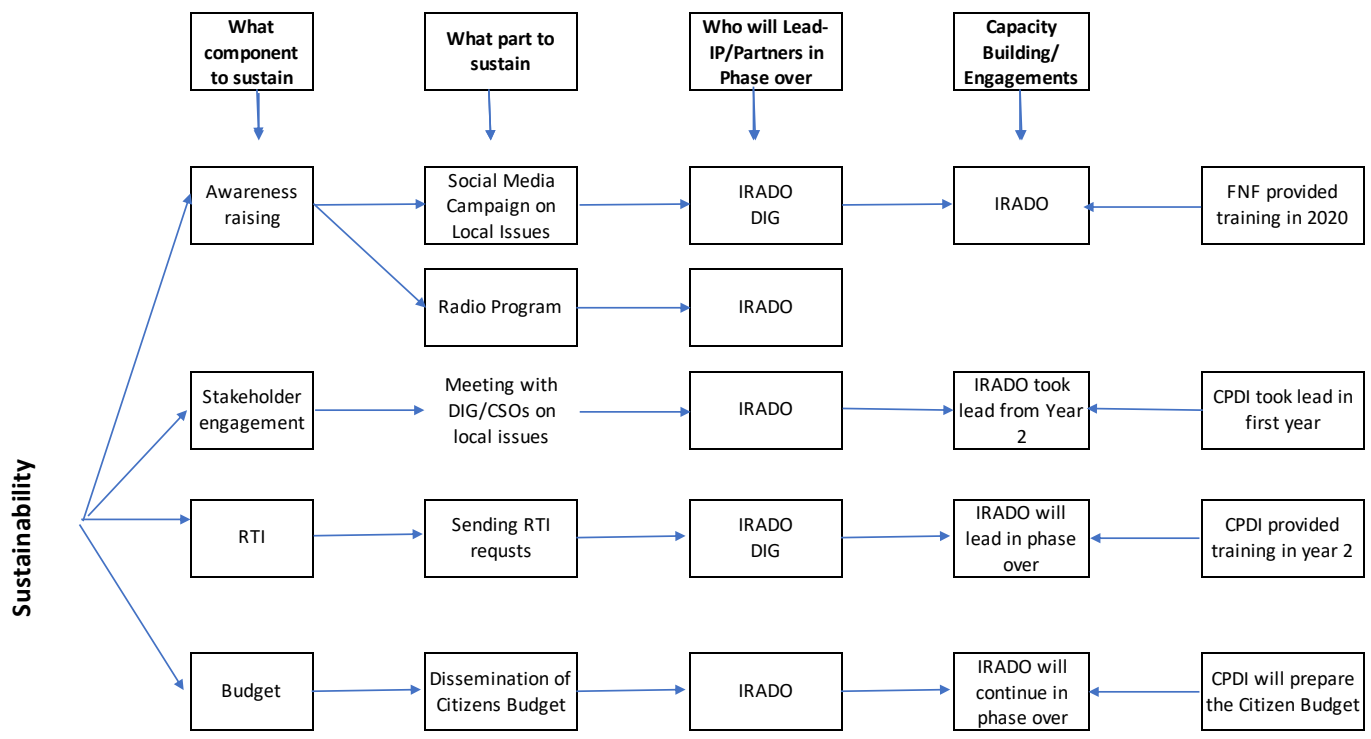 What
component
to sustain
What part to
sustain
Who will Lead-
IP/Partners in
Phase over
Capacity
Building/
Engagements
Awareness
raising
Social Media
Campaign on
Local Issues
IRADO
DIG
IRADO
FNF provided
training in 2020
Radio Program
IRADO
Stakeholder
engagement
Meeting with
DIG/CSOs on
local issues
IRADO
IRADO took
lead from Year
2
CPDI took lead in
first year
Sustainability
RTI
Sending RTI
requsts
IRADO
DIG
IRADO will
lead in phase
over
CPDI provided
training in year 2
Budget
Dissemination of
Citizens Budget
IRADO
IRADO will
continue in
phase over
CPDI will prepare
the Citizen Budget